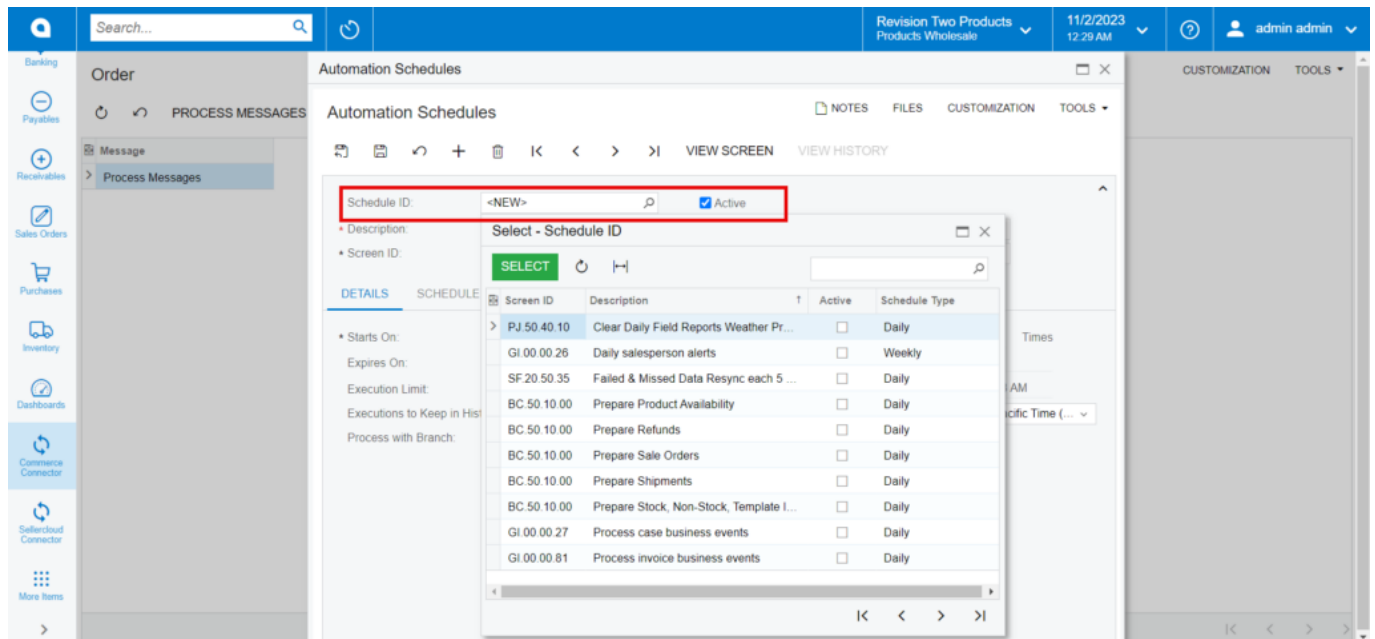 Search...
Revision Two Products
Products Wholesale
11/2/2023
12:29 AM
admin admin
Banking
Payables
Receivables
Sales Orders
Purchases
Inventory
Dashboards
Commerce
Connector
Sellercloud
Connector
More Items
Order
PROCESS MESSAGES
Message
Process Messages
CUSTOMIZATION TOOLS
Automation Schedules
Automation Schedules
NOTES FILES CUSTOMIZATION TOOLS
VIEW SCREEN VIEW HISTORY
Schedule ID: <NEW> Active
Description:
Screen ID:
DETAILS SCHEDULE
Starts On:
Expires On:
Execution Limit:
Executions to Keep in Hist
Process with Branch:
Times
AM
cific Time (...
Select - Schedule ID
SELECT
Screen ID Description Active Schedule Type
PJ.50.40.10 Clear Daily Field Reports Weather Pr... Daily
GI.00.00.26 Daily salesperson alerts Weekly
SF.20.50.35 Failed & Missed Data Resync each 5 ... Daily
BC.50.10.00 Prepare Product Availability Daily
BC.50.10.00 Prepare Refunds Daily
BC.50.10.00 Prepare Sale Orders Daily
BC.50.10.00 Prepare Shipments Daily
BC.50.10.00 Prepare Stock, Non-Stock, Template I... Daily
GI.00.00.27 Process case business events Daily
GI.00.00.81 Process invoice business events Daily